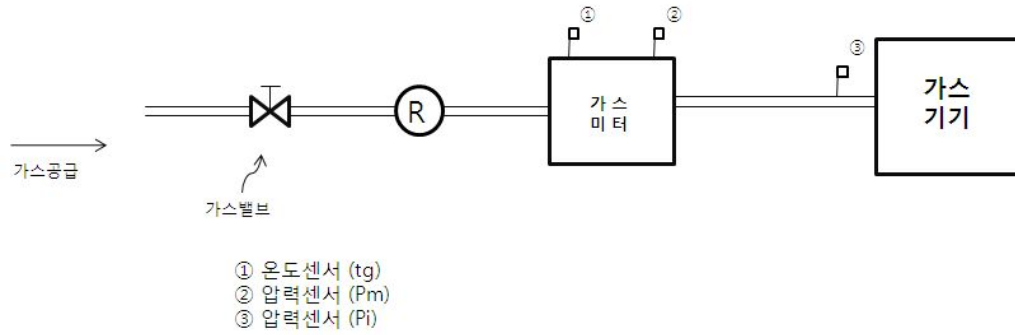 ① ②
③
R
가 스
미 터
가스
기기
가스공급
가스밸브
① 온도센서 (tg)
② 압력센서 (Pm)
③ 압력센서 (Pi)